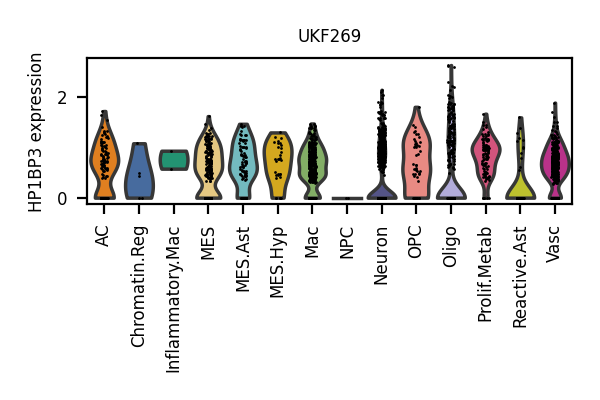 UKF269
HP1BP3 expression
2
0
AC
Chromatin.Reg
Inflammatory.Mac
MES
MES.Ast
MES.Hyp
Mac
NPC
Neuron
OPC
Oligo
Prolif.Metab
Reactive.Ast
Vasc